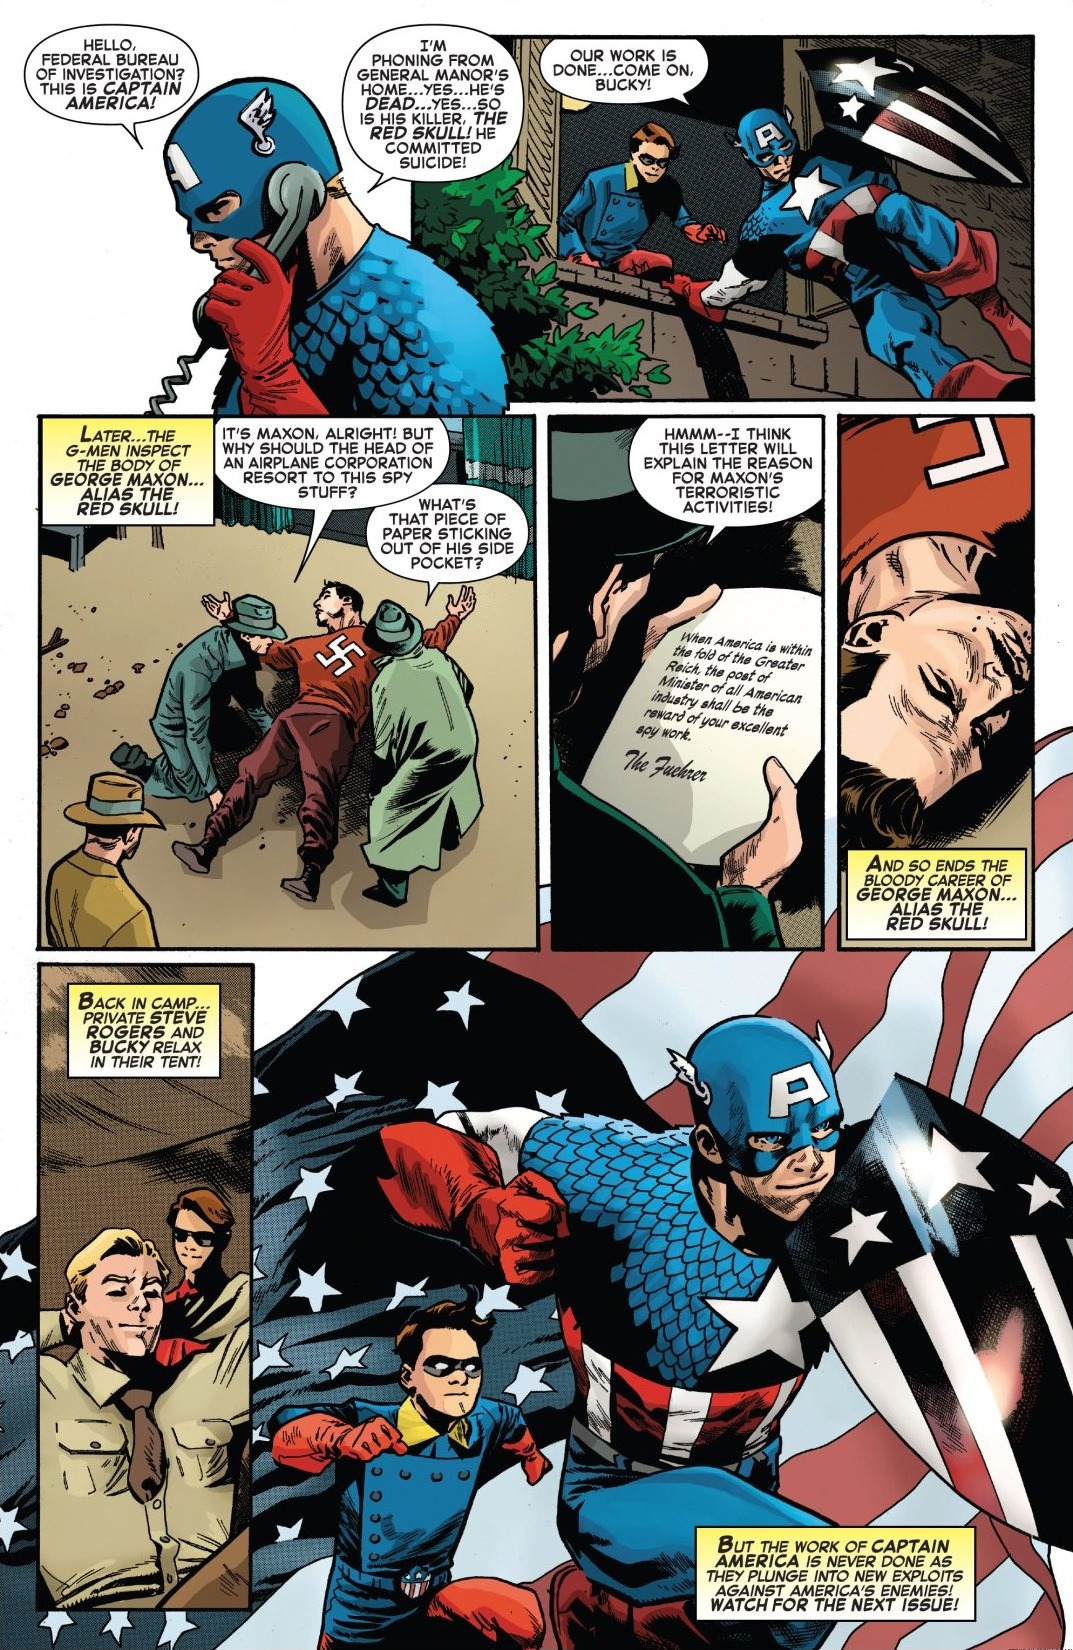 HELLO,
FEDERAL BUREAU
OF INVESTIGATION?
THIS IS CAPTAIN
AMERICA!
I'M
PHONING FROM
GENERAL MANOR'S
HOME...YES...HE'S
DEAD...YES...SO
IS HIS KILLER, THE
RED SKULL! HE
COMMITTED
SUICIDE!
OUR WORK IS
DONE...COME ON,
BUCKY!
A
A
LATER...THE
G-MEN INSPECT
THE BODY OF
GEORGE MAXON...
ALIAS THE
RED SKULL!
IT'S MAXON, ALRIGHT! BUT
WHY SHOULD THE HEAD OF
AN AIRPLANE CORPORATION
RESORT TO THIS SPY
STUFF?
WHAT'S
THAT PIECE OF
PAPER STICKING
OUT OF HIS SIDE
POCKET?
HMMM--I THINK
THIS LETTER WILL
EXPLAIN THE REASON
FOR MAXON'S
TERRORISTIC
ACTIVITIES!
When America is within
the fold of the Greater
Reich, the post of
Minister of all American
industry shall be the
reward of your excellent
spy work.
The Fuehrer
AND SO ENDS THE
BLOODY CAREER OF
GEORGE MAXON...
ALIAS THE
RED SKULL!
BACK IN CAMP...
PRIVATE STEVE
ROGERS AND
BUCKY RELAX
IN THEIR TENT!
A
BUT THE WORK OF CAPTAIN
AMERICA IS NEVER DONE AS
THEY PLUNGE INTO NEW EXPLOITS
AGAINST AMERICA'S ENEMIES!
WATCH FOR THE NEXT ISSUE!